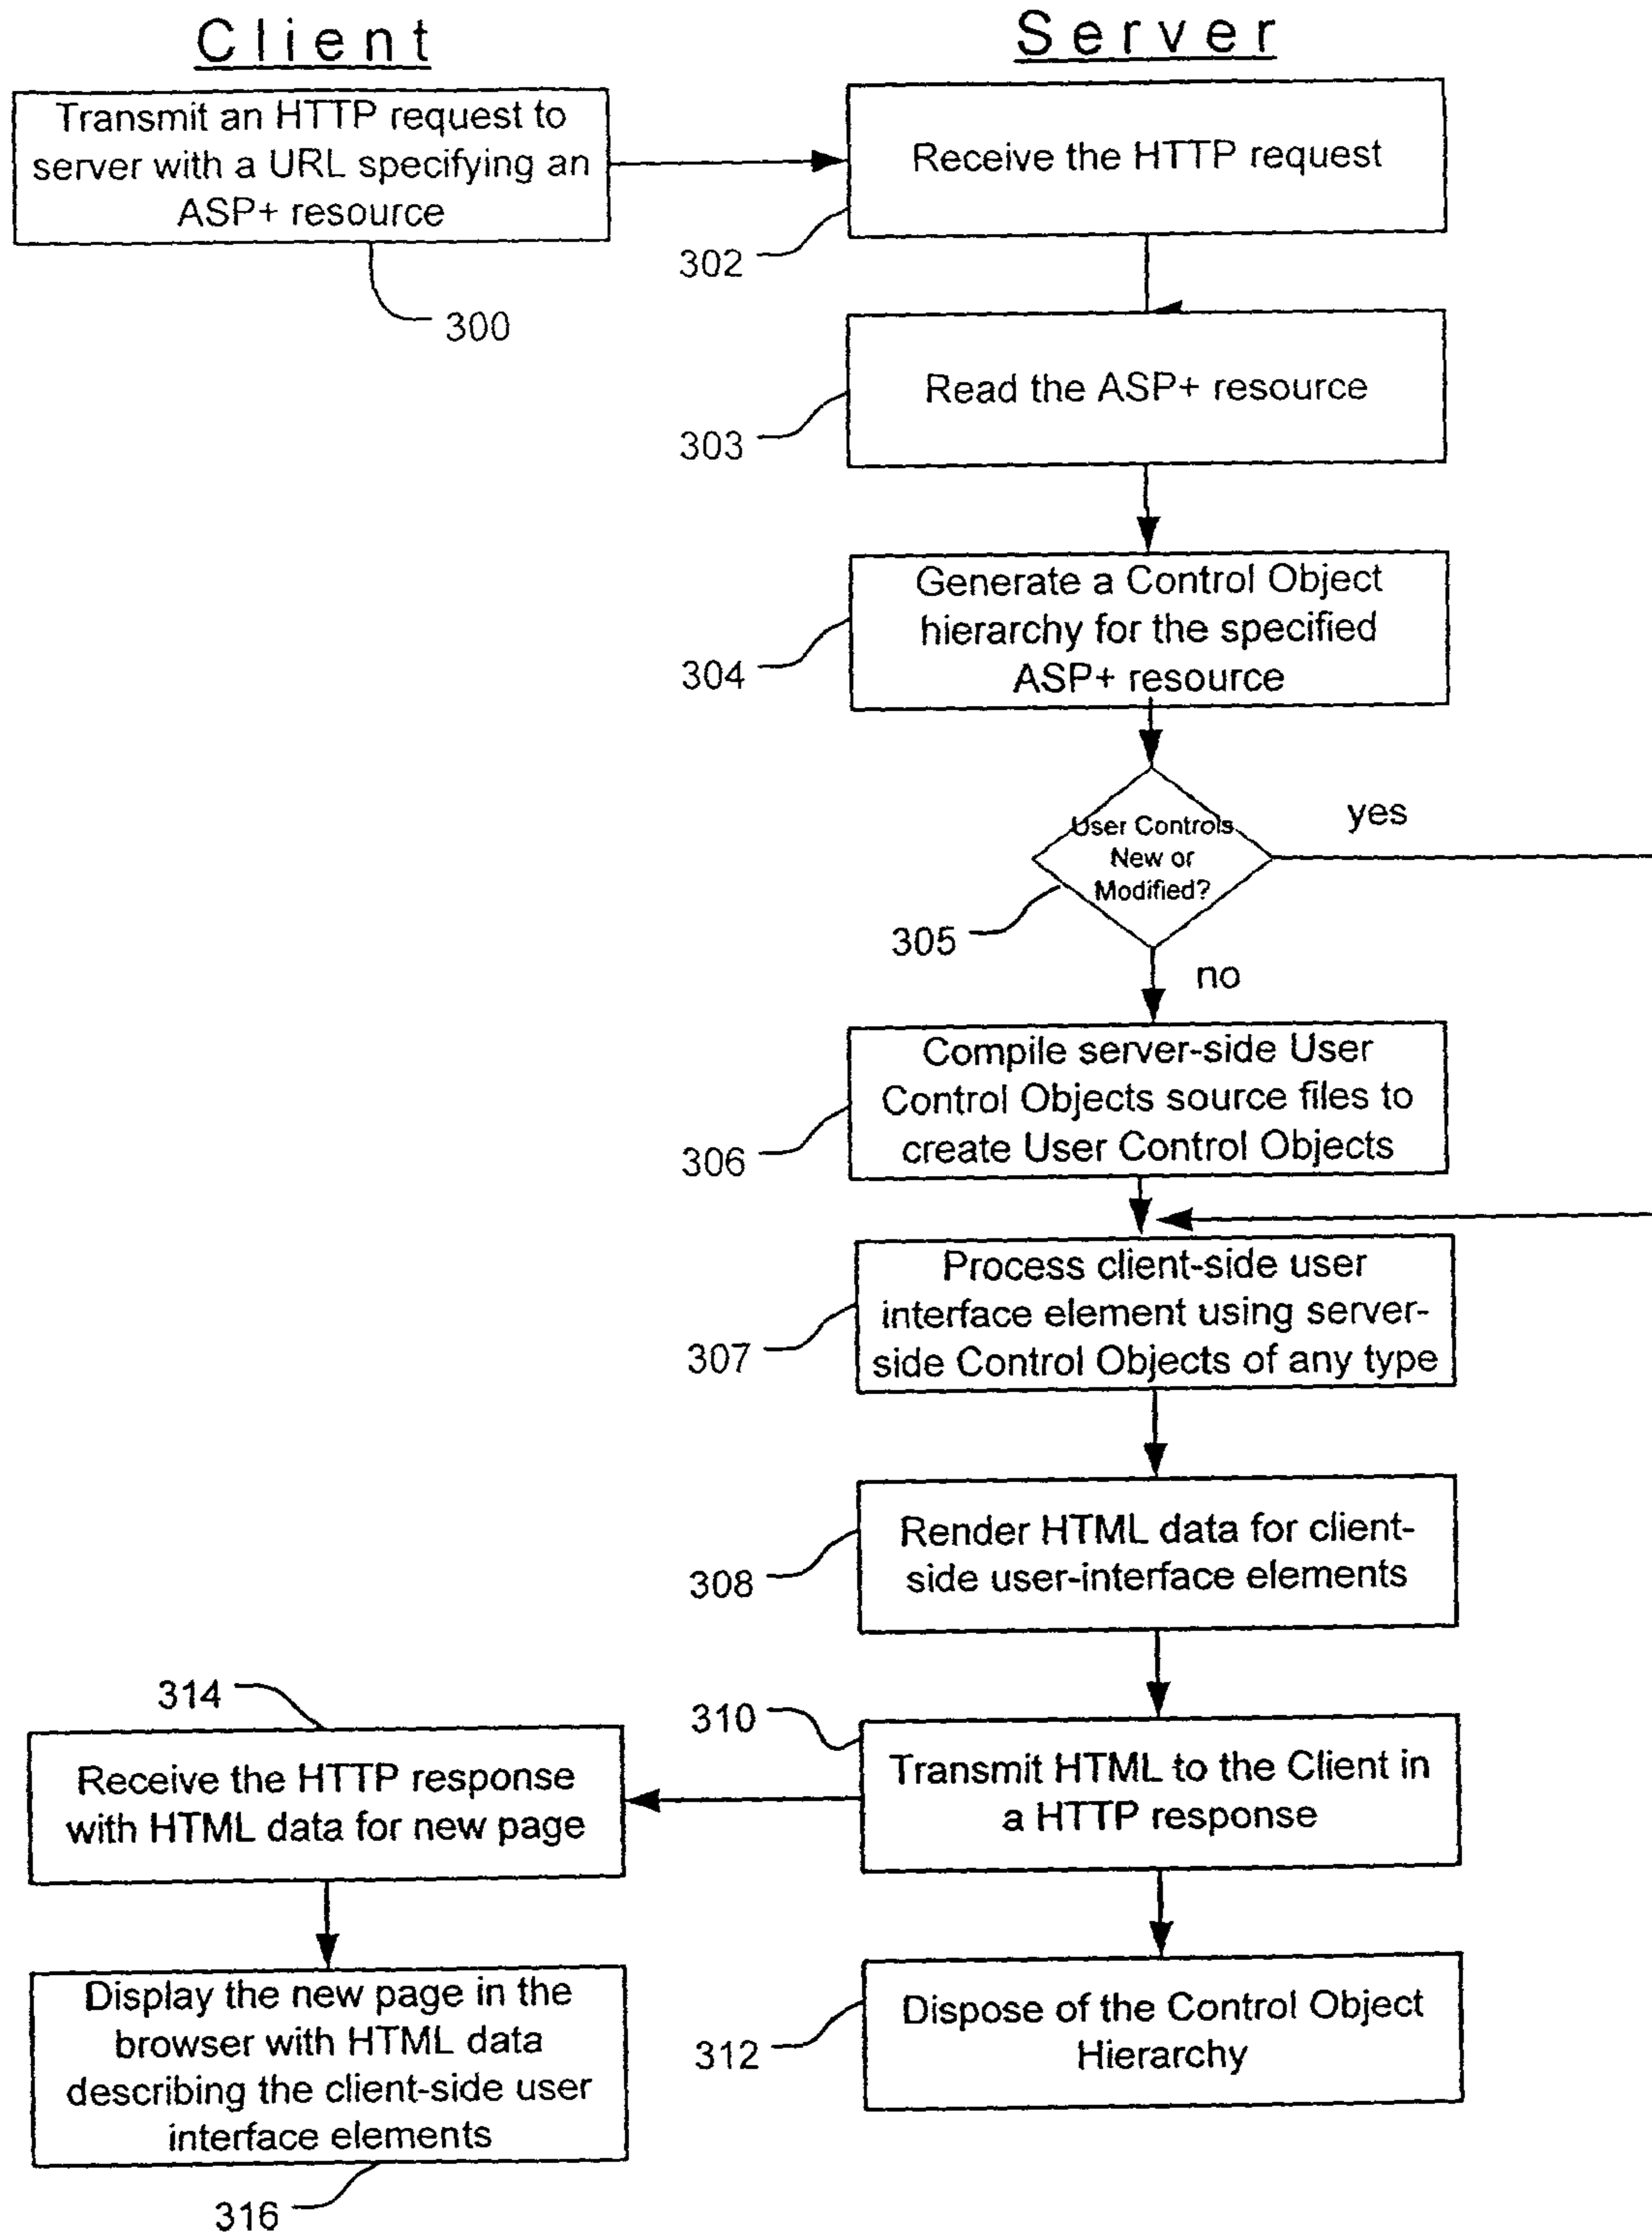 Client
Server
Transmit an HTTP request to
server with a URL specifying an
ASP+ resource
300
Receive the HTTP request
302
Read the ASP+ resource
303
Generate a Control Object
hierarchy for the specified
ASP+ resource
304
User Controls
New or
Modified?
305
yes
no
Compile server-side User
Control Objects source files to
create User Control Objects
306
Process client-side user
interface element using server-
side Control Objects of any type
307
Render HTML data for client-
side user-interface elements
308
Transmit HTML to the Client in
a HTTP response
310
314
Receive the HTTP response
with HTML data for new page
Dispose of the Control Object
Hierarchy
312
Display the new page in the
browser with HTML data
describing the client-side user
interface elements
316